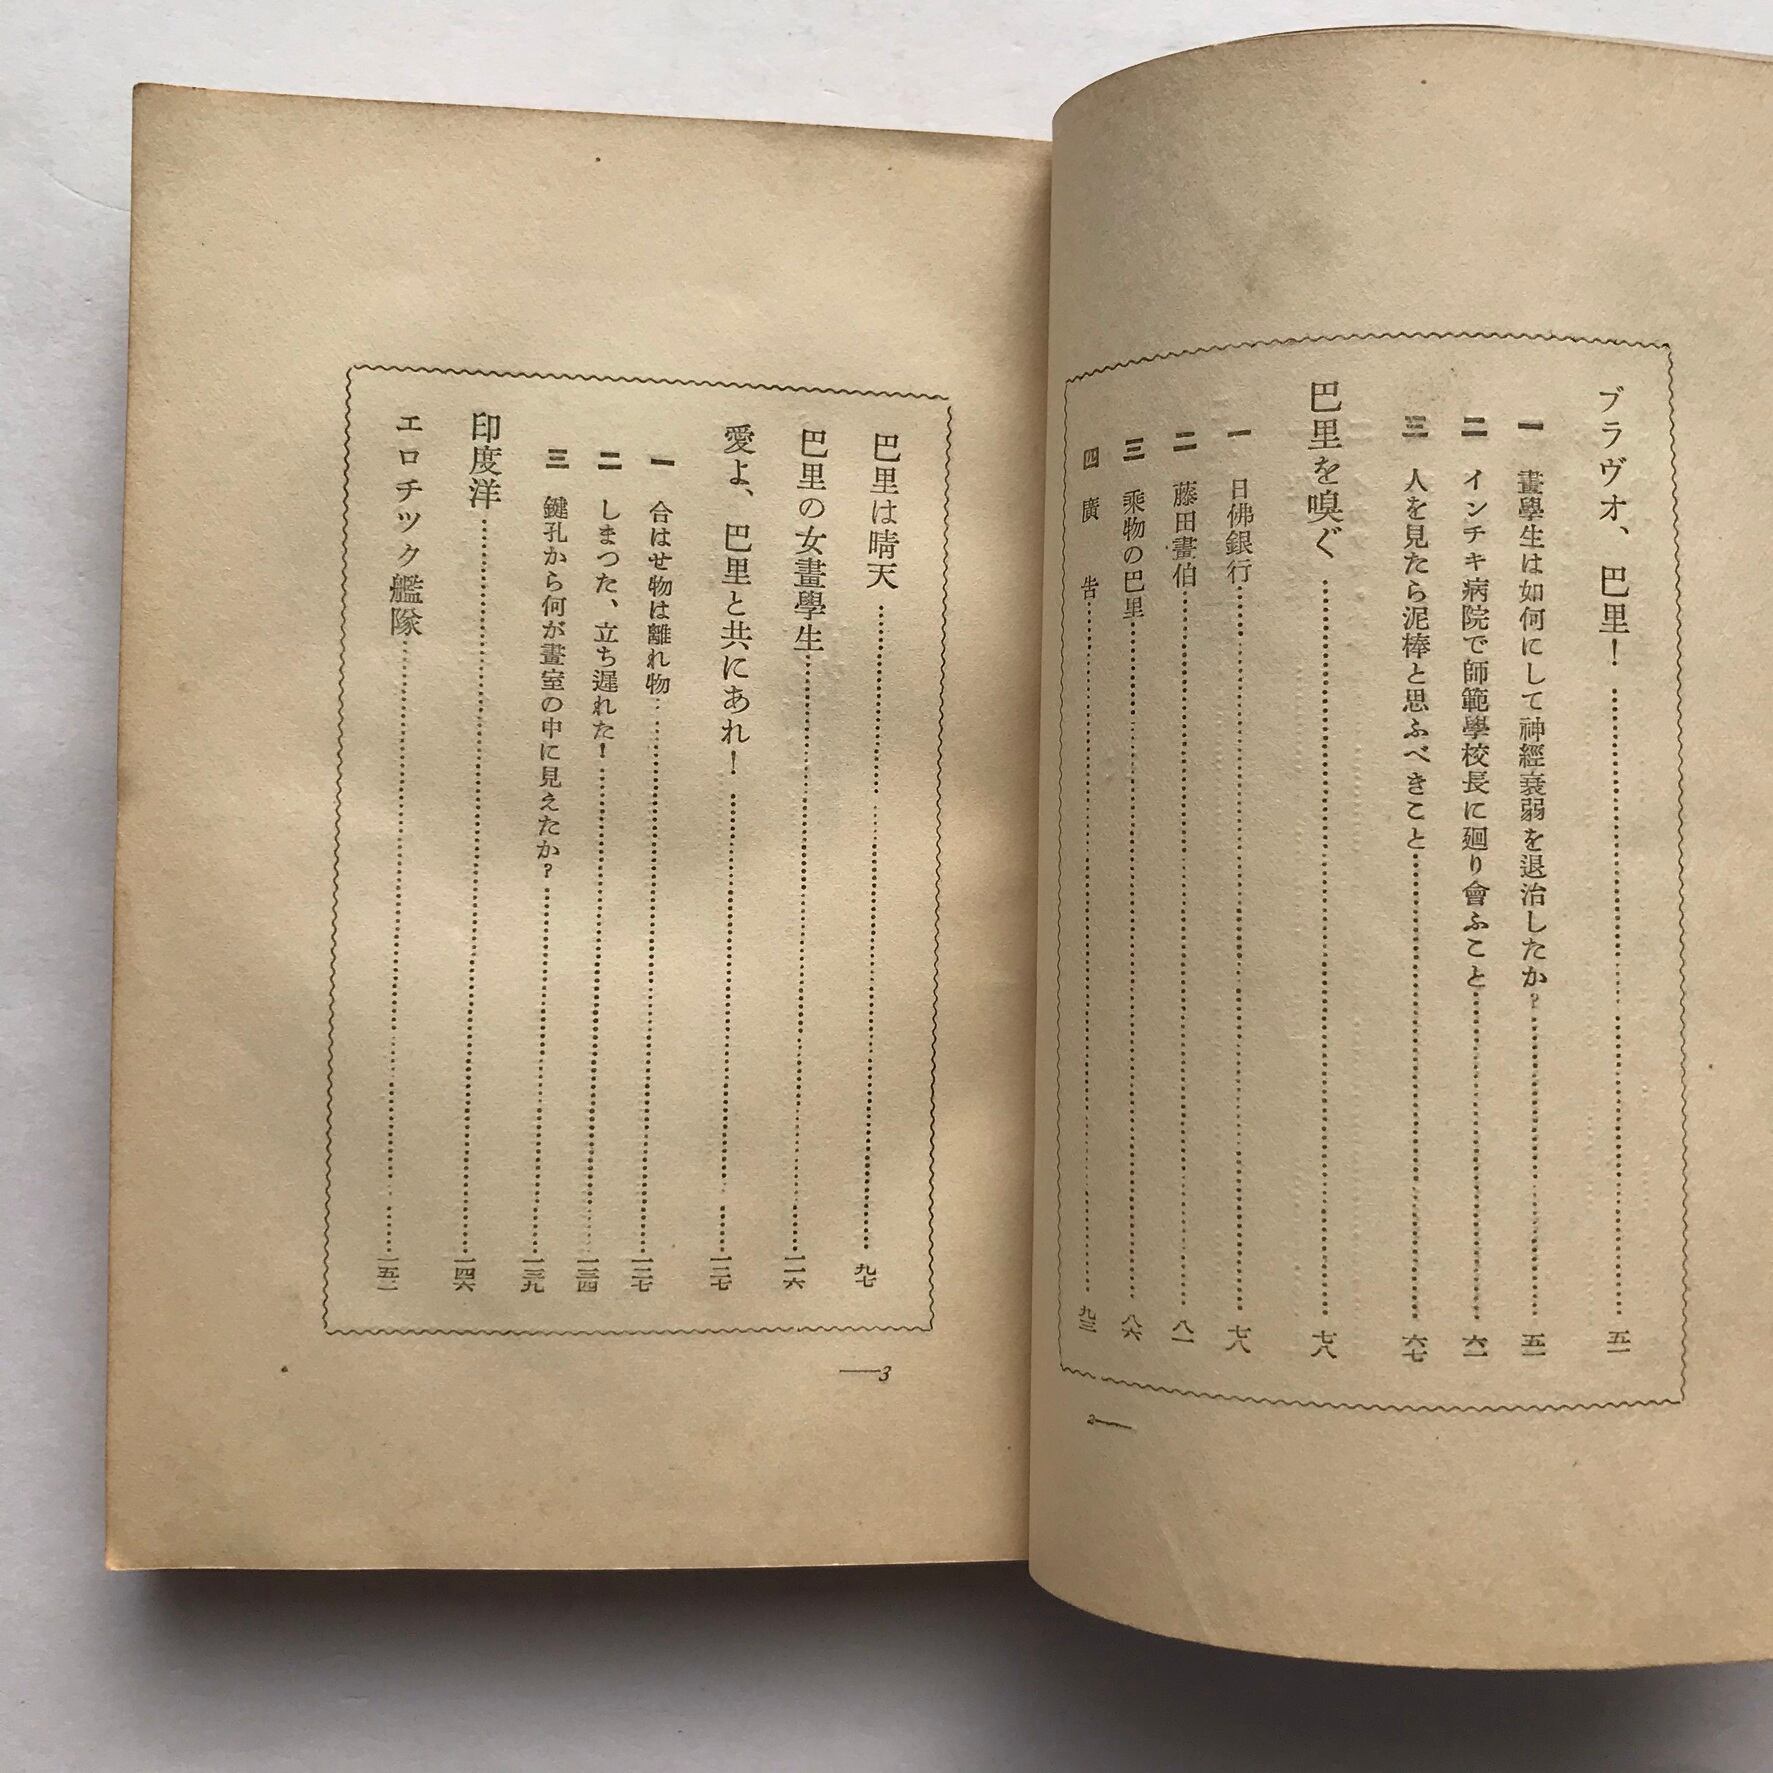 ブラヴオ、巴里!……五一
一 畫學生は如何にして神經衰弱を退治したか?……五一
二 インチキ病院で師範學校長に廻り會ふこと……六一
三 人を見たら泥棒と思ふべきこと……六七
巴里を嗅ぐ……七八
一 日佛銀行……七八
二 藤田畫伯……八一
三 乘物の巴里……八六
四 廣告……九三
2
巴里は晴天……九七
巴里の女畫學生……一一六
愛よ、巴里と共にあれ!……一二七
一 合はせ物は離れ物……一二七
二 しまつた、立ち遲れた!……一三四
三 鍵孔から何が畫室の中に見えたか?……一三九
印度洋……一四六
エロチツク艦隊……一五二
3